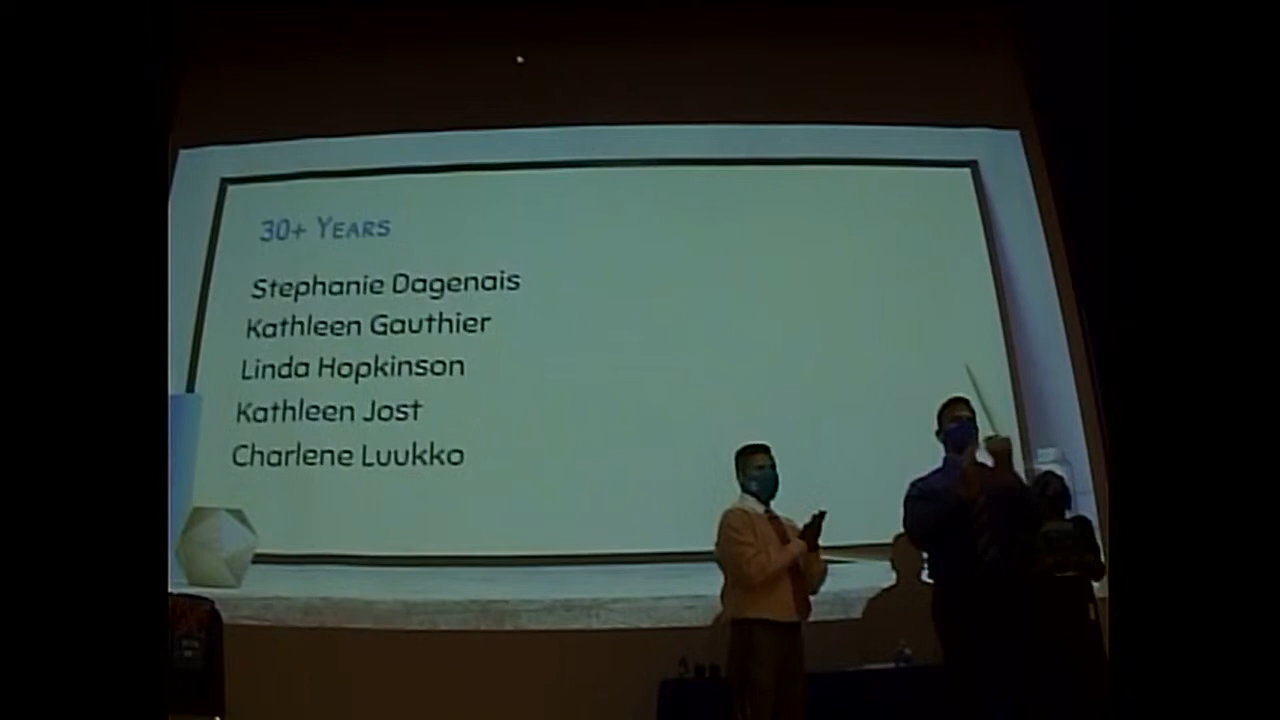 30+ YEARS
Stephanie Dagenais
Kathleen Gauthier
Linda Hopkinson
Kathleen Jost
Charlene Luukko